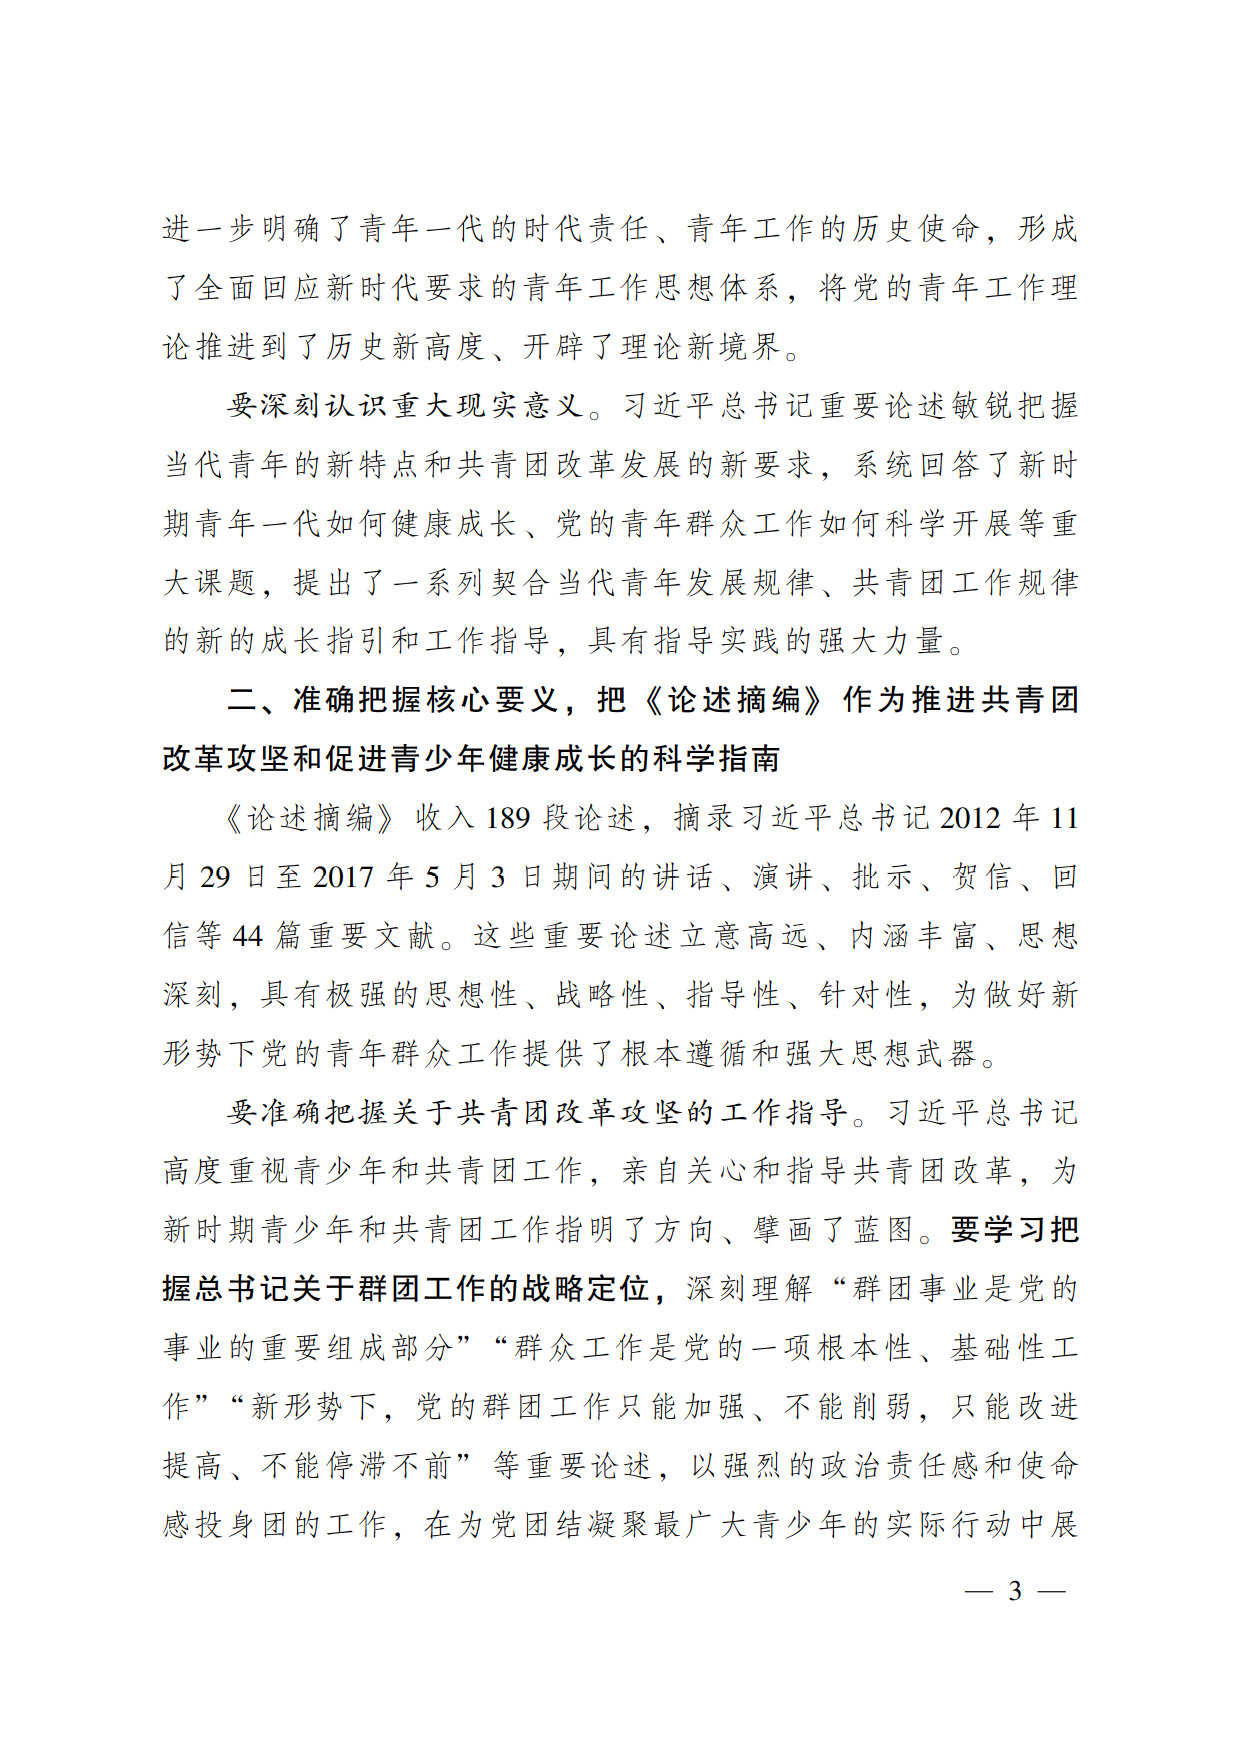 进一步明确了青年一代的时代责任、青年工作的历史使命，形成
了全面回应新时代要求的青年工作思想体系，将党的青年工作理
论推进到了历史新高度、开辟了理论新境界。
要深刻认识重大现实意义。习近平总书记重要论述敏锐把握
当代青年的新特点和共青团改革发展的新要求，系统回答了新时
期青年一代如何健康成长、党的青年群众工作如何科学开展等重
大课题，提出了一系列契合当代青年发展规律、共青团工作规律
的新的成长指引和工作指导，具有指导实践的强大力量。
二、准确把握核心要义，把《论述摘编》作为推进共青团
改革攻坚和促进青少年健康成长的科学指南
《论述摘编》收入 189 段论述，摘录习近平总书记 2012 年 11
月 29 日至 2017 年 5 月 3 日期间的讲话、演讲、批示、贺信、回
信等 44 篇重要文献。这些重要论述立意高远、内涵丰富、思想
深刻，具有极强的思想性、战略性、指导性、针对性，为做好新
形势下党的青年群众工作提供了根本遵循和强大思想武器。
要准确把握关于共青团改革攻坚的工作指导。习近平总书记
高度重视青少年和共青团工作，亲自关心和指导共青团改革，为
新时期青少年和共青团工作指明了方向、擘画了蓝图。要学习把
握总书记关于群团工作的战略定位，深刻理解“群团事业是党的
事业的重要组成部分”“群众工作是党的一项根本性、基础性工
作”“新形势下，党的群团工作只能加强、不能削弱，只能改进
提高、不能停滞不前”等重要论述，以强烈的政治责任感和使命
感投身团的工作，在为党团结凝聚最广大青少年的实际行动中展
— 3 —